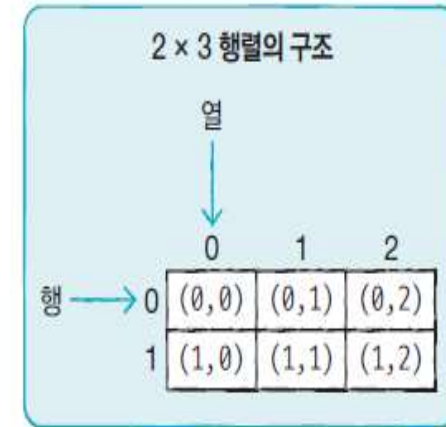 2 × 3 행렬의 구조
열
0 1 2
행 0 (0,0) (0,1) (0,2)
1 (1,0) (1,1) (1,2)